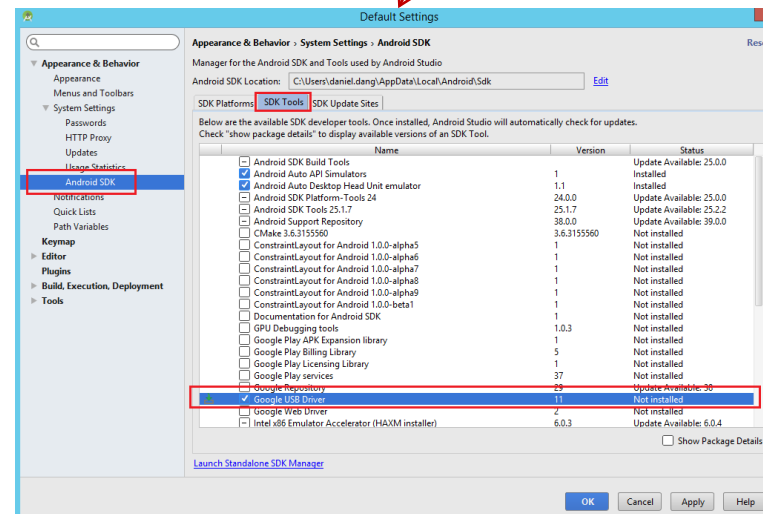 Default Settings
Appearance & Behavior › System Settings › Android SDK
Rese
Manager for the Android SDK and Tools used by Android Studio
Android SDK Location: C:\Users\daniel.dang\AppData\Local\Android\Sdk Edit
SDK Platforms SDK Tools SDK Update Sites
Below are the available SDK developer tools. Once installed, Android Studio will automatically check for updates.
Check "show package details" to display available versions of an SDK Tool.
Appearance & Behavior
Appearance
Menus and Toolbars
System Settings
Passwords
HTTP Proxy
Updates
Usage Statistics
Android SDK
Notifications
Quick Lists
Path Variables
Keymap
Editor
Plugins
Build, Execution, Deployment
Tools
Name Version Status
Android SDK Build Tools Update Available: 25.0.0
Android Auto API Simulators 1 Installed
Android Auto Desktop Head Unit emulator 1.1 Installed
Android SDK Platform-Tools 24 24.0.0 Update Available: 25.0.0
Android SDK Tools 25.1.7 25.1.7 Update Available: 25.2.2
Android Support Repository 38.0.0 Update Available: 39.0.0
CMake 3.6.3155560 3.6.3155560 Not installed
ConstraintLayout for Android 1.0.0-alpha5 1 Not installed
ConstraintLayout for Android 1.0.0-alpha6 1 Not installed
ConstraintLayout for Android 1.0.0-alpha7 1 Not installed
ConstraintLayout for Android 1.0.0-alpha8 1 Not installed
ConstraintLayout for Android 1.0.0-alpha9 1 Not installed
ConstraintLayout for Android 1.0.0-beta1 1 Not installed
Documentation for Android SDK 1 Not installed
GPU Debugging tools 1.0.3 Not installed
Google Play APK Expansion library 1 Not installed
Google Play Billing Library 5 Not installed
Google Play Licensing Library 1 Not installed
Google Play services 37 Not installed
Google Repository 29 Update Available: 38
Google USB Driver 11 Not installed
Google Web Driver 2 Not installed
Intel x86 Emulator Accelerator (HAXM installer) 6.0.3 Update Available: 6.0.4
Show Package Details
Launch Standalone SDK Manager
OK Cancel Apply Help